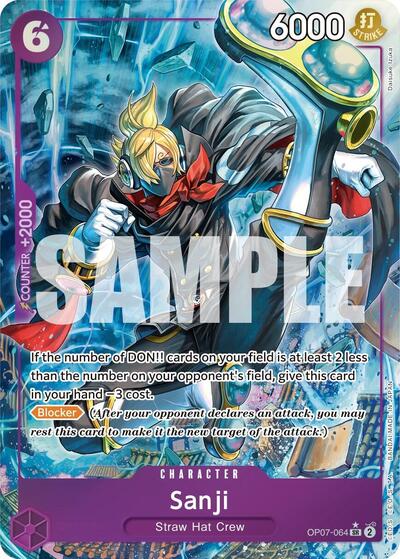 6
6000
打
STRIKE
Daisuke Izuka
COUNTER +2000
SAMPLE
If the number of DON!! cards on your field is at least 2 less
than the number on your opponent's field, give this card
in your hand −3 cost.
Blocker (After your opponent declares an attack, you may
rest this card to make it the new target of the attack.)
CHARACTER
Sanji
Straw Hat Crew
OP07-064 SR 2